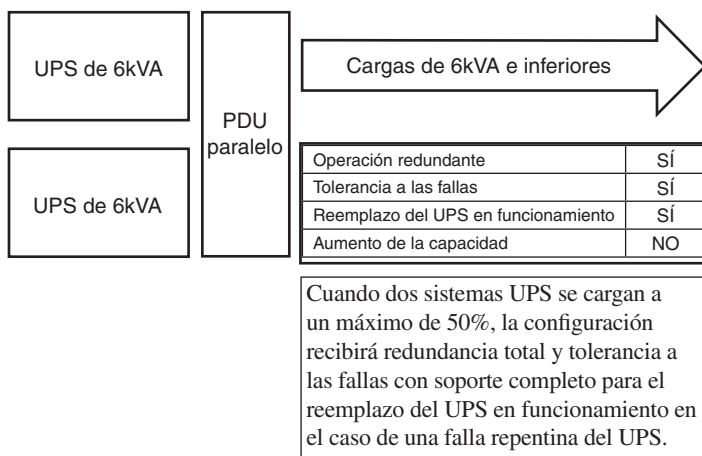 UPS de 6kVA
UPS de 6kVA
PDU
paralelo
Cargas de 6kVA e inferiores
Operación redundante SÍ
Tolerancia a las fallas SÍ
Reemplazo del UPS en funcionamiento SÍ
Aumento de la capacidad NO
Cuando dos sistemas UPS se cargan a
un máximo de 50%, la configuración
recibirá redundancia total y tolerancia a
las fallas con soporte completo para el
reemplazo del UPS en funcionamiento en
el caso de una falla repentina del UPS.